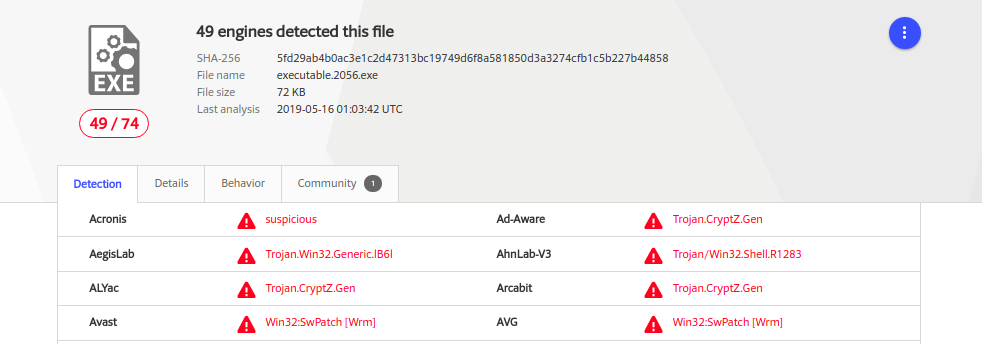 49 engines detected this file
SHA-256 5fd29ab4b0ac3e1c2d47313bc19749d6f8a581850d3a3274cfb1c5b227b44858
File name executable.2056.exe
File size 72 KB
Last analysis 2019-05-16 01:03:42 UTC
EXE
49 / 74
Detection Details Behavior Community 1
Acronis suspicious Ad-Aware Trojan.CryptZ.Gen
AegisLab Trojan.Win32.Generic.lB6l AhnLab-V3 Trojan/Win32.Shell.R1283
ALYac Trojan.CryptZ.Gen Arcabit Trojan.CryptZ.Gen
Avast Win32:SwPatch [Wrm] AVG Win32:SwPatch [Wrm]